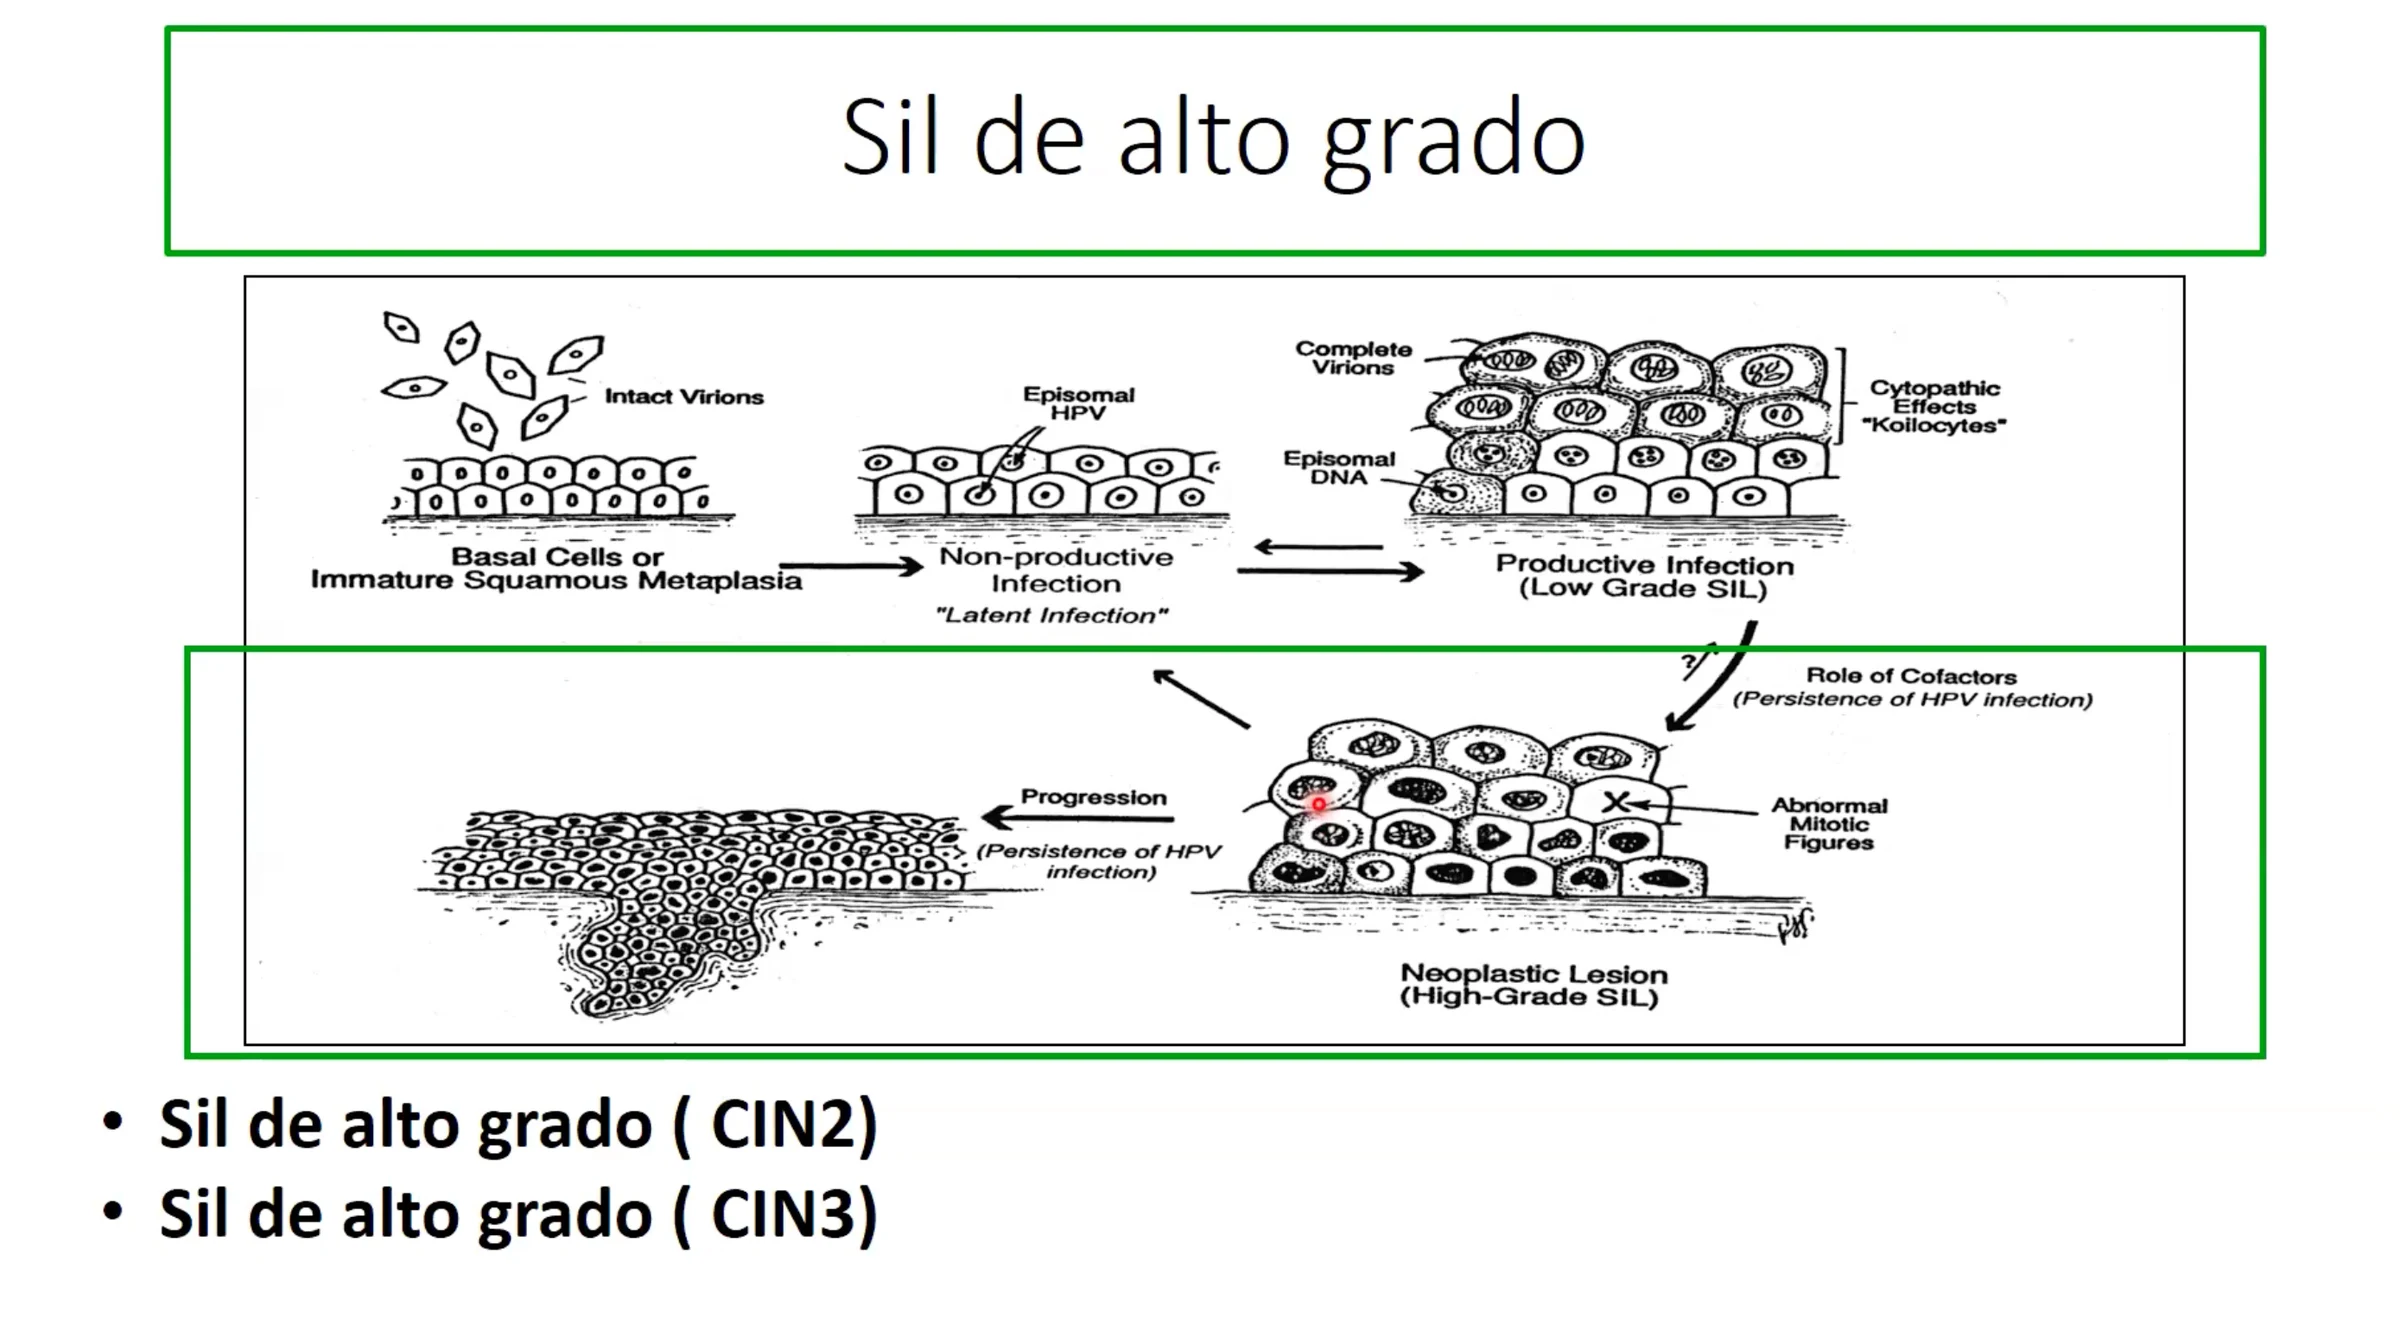 Sil de alto grado
Intact Virions
Basal Cells or
Immature Squamous Metaplasia
Episomal
HPV
Non-productive
Infection
"Latent Infection"
Complete
Virions
Episomal
DNA
Cytopathic
Effects
"Koilocytes"
Productive Infection
(Low Grade SIL)
?
Role of Cofactors
(Persistence of HPV infection)
Abnormal
Mitotic
Figures
Neoplastic Lesion
(High-Grade SIL)
Progression
(Persistence of HPV
infection)
• Sil de alto grado ( CIN2)
• Sil de alto grado ( CIN3)